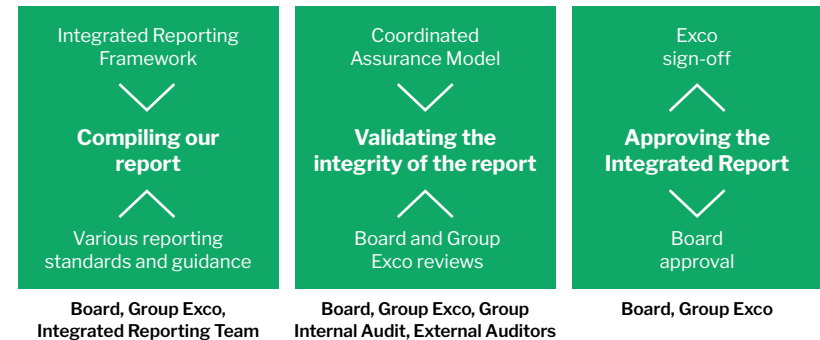 Integrated Reporting
Framework
Compiling our
report
Various reporting
standards and guidance
Board, Group Exco,
Integrated Reporting Team
Coordinated
Assurance Model
Validating the
integrity of the report
Board and Group
Exco reviews
Board, Group Exco, Group
Internal Audit, External Auditors
Exco
sign-off
Approving the
Integrated Report
Board
approval
Board, Group Exco